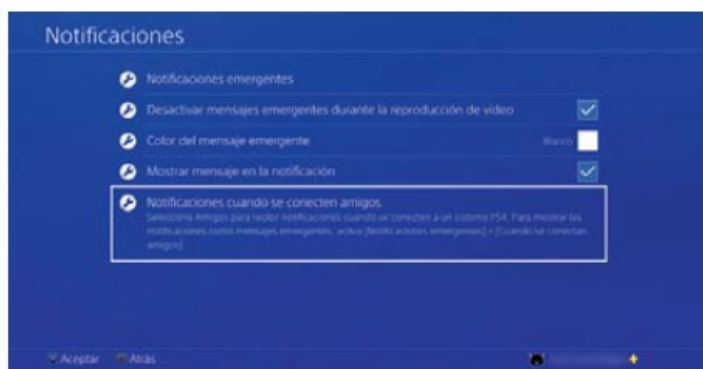 Notificaciones
Notificaciones emergentes
Desactivar mensajes emergentes durante la reproducción de vídeo
Color del mensaje emergente Blanco
Mostrar mensaje en la notificación
Notificaciones cuando se conecten amigos
Selecciona Amigos para recibir notificaciones cuando se conecten a un sistema PS4. Para mostrar las
notificaciones como mensajes emergentes, activa [Notificaciones emergentes] > [Cuando se conectan
amigos].
Aceptar Atrás